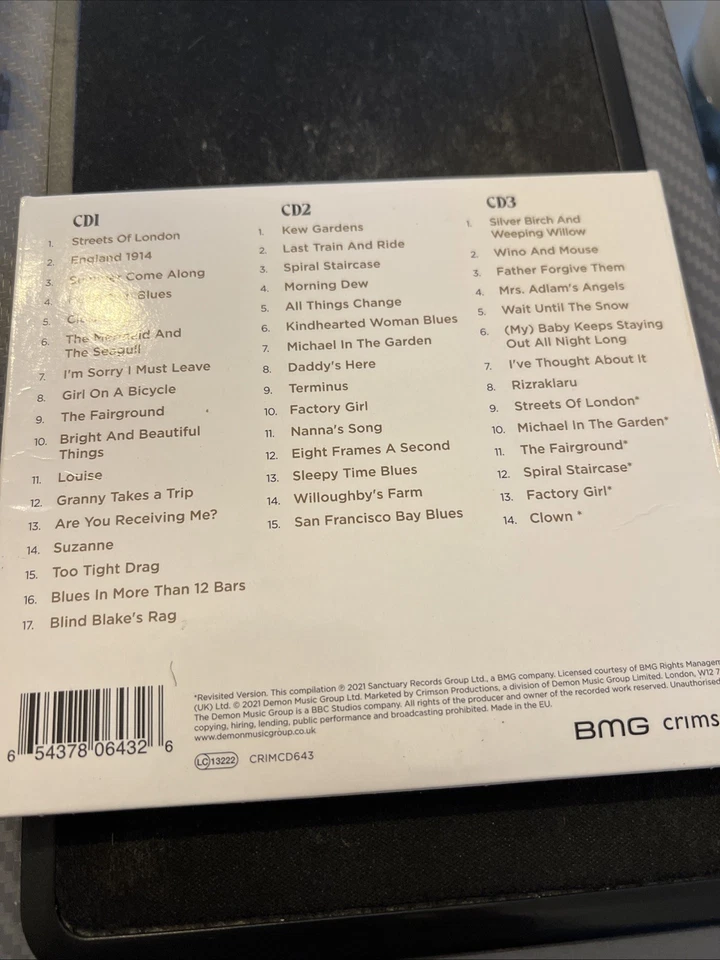 CD1
1. Streets Of London
2. England 1914
3. Come Along
4. Blues
5.
6. The Mermaid And
The Seagull
7. I'm Sorry I Must Leave
8. Girl On A Bicycle
9. The Fairground
10. Bright And Beautiful
Things
11. Louise
12. Granny Takes a Trip
13. Are You Receiving Me?
14. Suzanne
15. Too Tight Drag
16. Blues In More Than 12 Bars
17. Blind Blake's Rag
CD2
1. Kew Gardens
2. Last Train And Ride
3. Spiral Staircase
4. Morning Dew
5. All Things Change
6. Kindhearted Woman Blues
7. Michael In The Garden
8. Daddy's Here
9. Terminus
10. Factory Girl
11. Nanna's Song
12. Eight Frames A Second
13. Sleepy Time Blues
14. Willoughby's Farm
15. San Francisco Bay Blues
CD3
1. Silver Birch And
Weeping Willow
2. Wino And Mouse
3. Father Forgive Them
4. Mrs. Adlam's Angels
5. Wait Until The Snow
6. (My) Baby Keeps Staying
Out All Night Long
7. I've Thought About It
8. Rizraklaru
9. Streets Of London*
10. Michael In The Garden*
11. The Fairground*
12. Spiral Staircase*
13. Factory Girl*
14. Clown *
*Revisited Version. This compilation ℗ 2021 Sanctuary Records Group Ltd., a BMG company. Licensed courtesy of BMG Rights Managem
(UK) Ltd. © 2021 Demon Music Group Ltd. Marketed by Crimson Productions, a division of Demon Music Group Limited. London, W12 7
The Demon Music Group is a BBC Studios company. All rights of the producer and owner of the recorded work reserved. Unauthorised
copying, hiring, lending, public performance and broadcasting prohibited. Made in the EU.
www.demonmusicgroup.co.uk
LC 13222 CRIMCD643
BMG crims
6 54378 06432 6